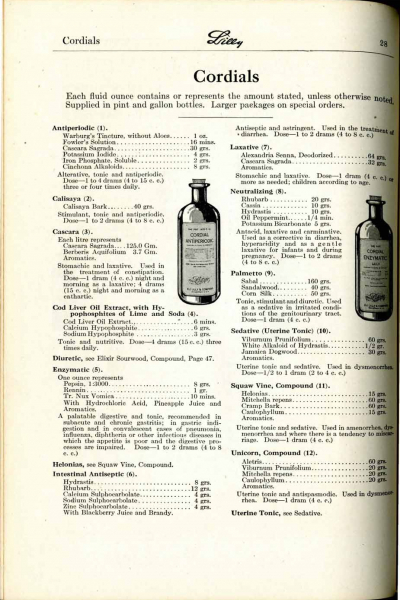 Cordials
Lilly
28
Cordials
Each fluid ounce contains or represents the amount stated, unless otherwise noted.
Supplied in pint and gallon bottles. Larger packages on special orders.
Antiperiodic (1).
Warburg's Tincture, without Aloes...... 1 oz.
Fowler's Solution...................16 mins.
Cascara Sagrada.....................30 grs.
Potassium Iodide.................... 4 grs.
Iron Phosphate, Soluble............. 2 grs.
Cinchona Alkaloids.................. 8 grs.
Alterative, tonic and antiperiodic.
Dose—1 to 4 drams (4 to 15 c. c.)
three or four times daily.
Calisaya (2).
Calisaya Bark......40 grs.
Stimulant, tonic and antiperiodic.
Dose—1 to 2 drams (4 to 8 c. c.)
Cascara (3).
Each litre represents
Cascara Sagrada....125.0 Gm.
Berberis Aquifolium 3.7 Gm.
Aromatics.
Stomachic and laxative. Used in
the treatment of constipation.
Dose—1 dram (4 c. c.) night and
morning as a laxative; 4 drams
(15 c. c.) night and morning as a
cathartic.
Cod Liver Oil Extract, with Hy-
pophosphites of Lime and Soda (4).
Cod Liver Oil Extract............... 6 mins.
Calcium Hypophosphite............... 6 grs.
Sodium Hypophosphite................ 3 grs.
Tonic and nutritive. Dose—4 drams (15 c. c.) three
times daily.
Diuretic, see Elixir Sourwood, Compound, Page 47.
Enzymatic (5).
One ounce represents
Pepsin, 1:3000...................... 8 grs.
Rennin.............................. 1 gr.
Tr. Nux Vomica......................10 mins.
With Hydrochloric Acid, Pineapple Juice and
Aromatics.
A palatable digestive and tonic, recommended in
subacute and chronic gastritis; in gastric indi-
gestion and in convalescent cases of pneumonia,
influenza, diphtheria or other infectious diseases in
which the appetite is poor and the digestive pro-
cesses are impaired. Dose—1 to 2 drams (4 to 8
c. c.)
Helonias, see Squaw Vine, Compound.
Intestinal Antiseptic (6).
Hydrastis........................... 8 grs.
Rhubarb.............................12 grs.
Calcium Sulphocarbolate............. 4 grs.
Sodium Sulphocarbolate.............. 4 grs.
Zinc Sulphocarbolate................ 4 grs.
With Blackberry Juice and Brandy.
CORDIAL
ANTIPERIODIC
Antiseptic and astringent. Used in the treatment of
diarrhea. Dose—1 to 2 drams (4 to 8 c. c.)
Laxative (7).
Alexandria Senna, Deodorized........64 grs.
Cascara Sagrada.....................32 grs.
Aromatics.
Stomachic and laxative. Dose—1 dram (4 c. c.) or
more as needed; children according to age.
Neutralizing (8).
Rhubarb........... 20 grs.
Cassia............ 10 grs.
Hydrastis......... 10 grs.
Oil Peppermint....1/4 min.
Potassium Bicarbonate 5 grs.
Antacid, laxative and carminative.
Used as a corrective in diarrhea,
hyperacidity and as a gentle
laxative for infants and during
pregnancy. Dose—1 to 2 drams
(4 to 8 c. c.)
Palmetto (9).
Sabal............160 grs.
Sandalwood....... 40 grs.
Corn Silk........ 50 grs.
Tonic, stimulant and diuretic. Used
as a sedative in irritated condi-
tions of the genitourinary tract.
Dose—1 dram (4 c. c.)
CORDIAL
ENZYMATIC
Sedative (Uterine Tonic) (10).
Viburnum Prunifolium................60 grs.
White Alkaloid of Hydrastis........1/2 gr.
Jamaica Dogwood.....................30 grs.
Aromatics.
Uterine tonic and sedative. Used in dysmenorrhea.
Dose—1/2 to 1 dram (2 to 4 c. c.)
Squaw Vine, Compound (11).
Helonias............................15 grs.
Mitchella repens....................60 grs.
Cramp Bark..........................60 grs.
Caulophyllum........................15 grs.
Aromatics.
Uterine tonic and sedative. Used in amenorrhea, dys-
menorrhea and where there is a tendency to miscar-
riage. Dose—1 dram (4 c. c.)
Unicorn, Compound (12).
Aletris.............................60 grs.
Viburnum Prunifolium................20 grs.
Mitchella repens....................20 grs.
Caulophyllum........................20 grs.
Aromatics.
Uterine tonic and antispasmodic. Used in dysmenor-
rhea. Dose—1 dram (4 c. c.)
Uterine Tonic, see Sedative.